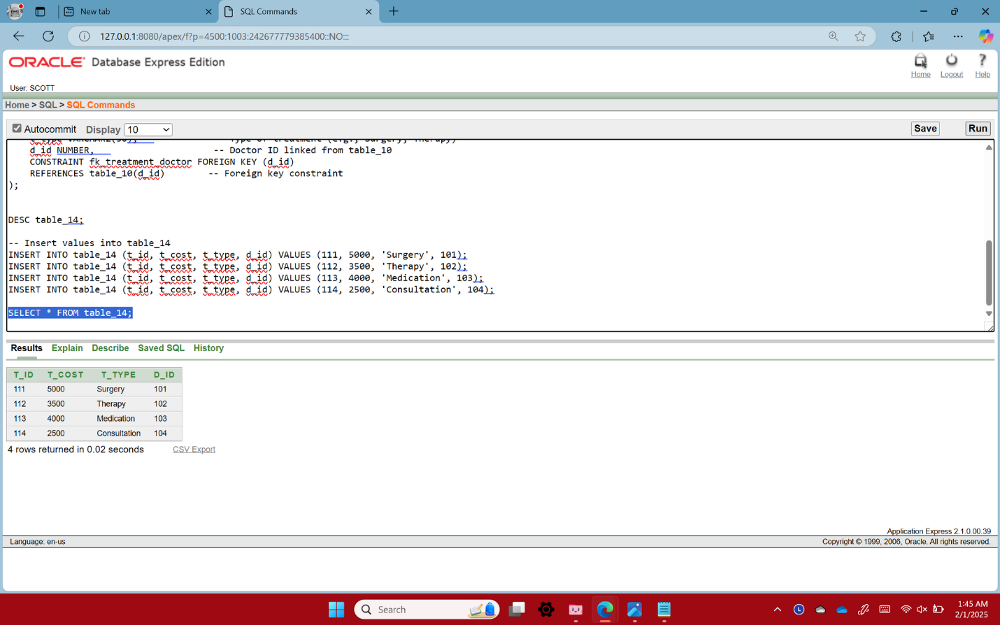 New tab
SQL Commands
127.0.0.1:8080/apex/f?p=4500:1003:242677779385400::NO:::
ORACLE Database Express Edition
Home
Logout
Help
User: SCOTT
Home > SQL > SQL Commands
Autocommit Display 10
Save
Run
d_id NUMBER, -- Doctor ID linked from table_10
CONSTRAINT fk_treatment_doctor FOREIGN KEY (d_id)
REFERENCES table_10(d_id) -- Foreign key constraint
);
DESC table_14;
-- Insert values into table_14
INSERT INTO table_14 (t_id, t_cost, t_type, d_id) VALUES (111, 5000, 'Surgery', 101);
INSERT INTO table_14 (t_id, t_cost, t_type, d_id) VALUES (112, 3500, 'Therapy', 102);
INSERT INTO table_14 (t_id, t_cost, t_type, d_id) VALUES (113, 4000, 'Medication', 103);
INSERT INTO table_14 (t_id, t_cost, t_type, d_id) VALUES (114, 2500, 'Consultation', 104);
SELECT * FROM table_14;
Results Explain Describe Saved SQL History
T_ID T_COST T_TYPE D_ID
111 5000 Surgery 101
112 3500 Therapy 102
113 4000 Medication 103
114 2500 Consultation 104
4 rows returned in 0.02 seconds CSV Export
Application Express 2.1.0.00.39
Language: en-us Copyright © 1999, 2006, Oracle. All rights reserved.
Search
1:45 AM
2/1/2025